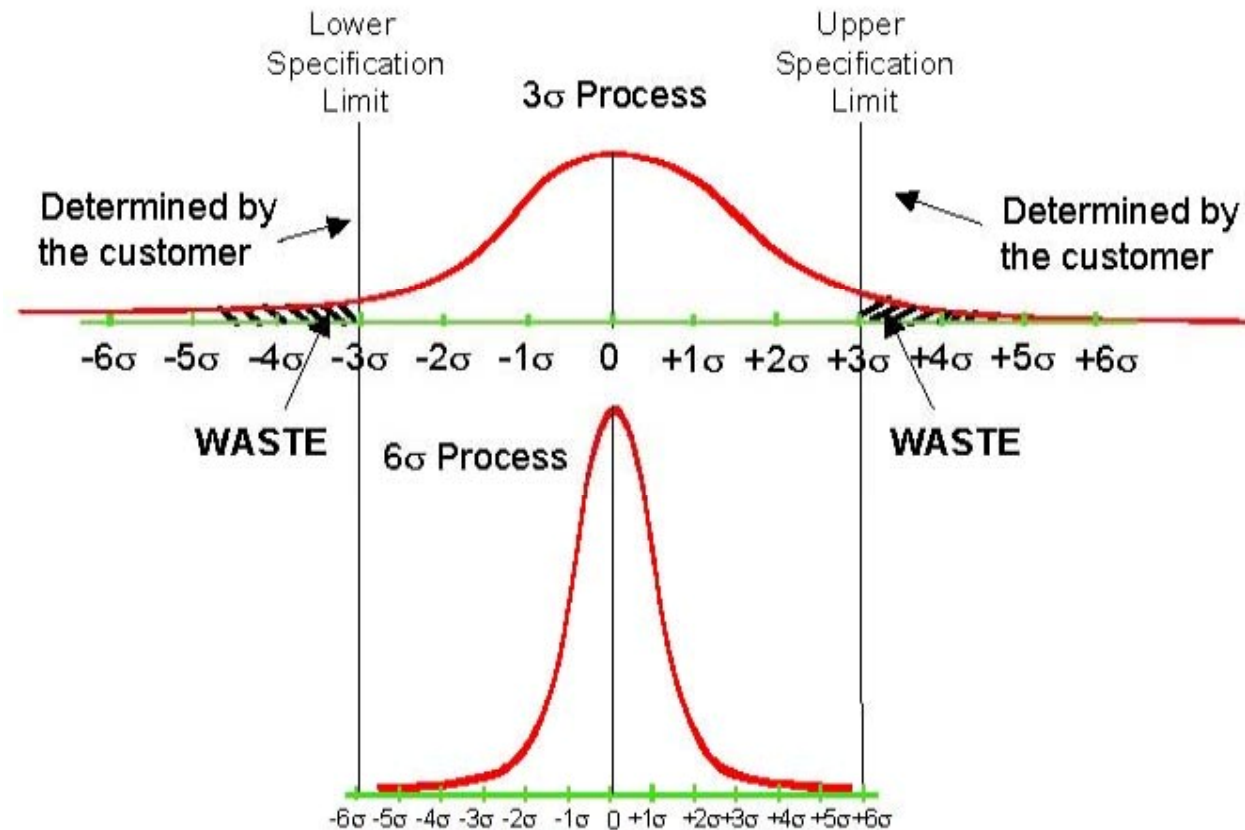 Lower
Specification
Limit
Upper
Specification
Limit
3σ Process
Determined by
the customer
Determined by
the customer
-6σ -5σ -4σ -3σ -2σ -1σ 0 +1σ +2σ +3σ +4σ +5σ +6σ
WASTE
WASTE
6σ Process
-6σ -5σ -4σ -3σ -2σ -1σ 0 +1σ +2σ +3σ +4σ +5σ +6σ